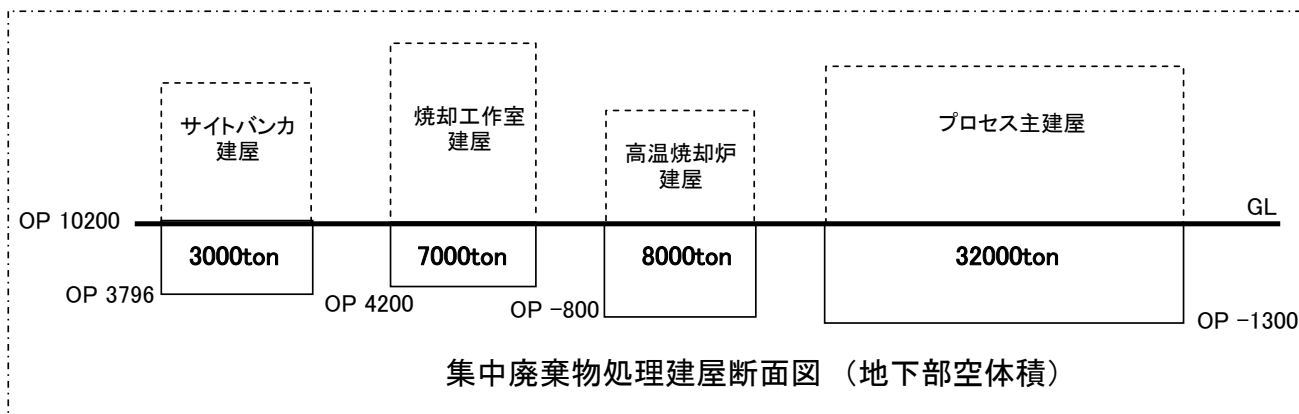 サイトバンカ
建屋
焼却工作室
建屋
高温焼却炉
建屋
プロセス主建屋
OP 10200
GL
3000ton
7000ton
8000ton
32000ton
OP 3796
OP 4200
OP -800
OP -1300
集中廃棄物処理建屋断面図 （地下部空体積）